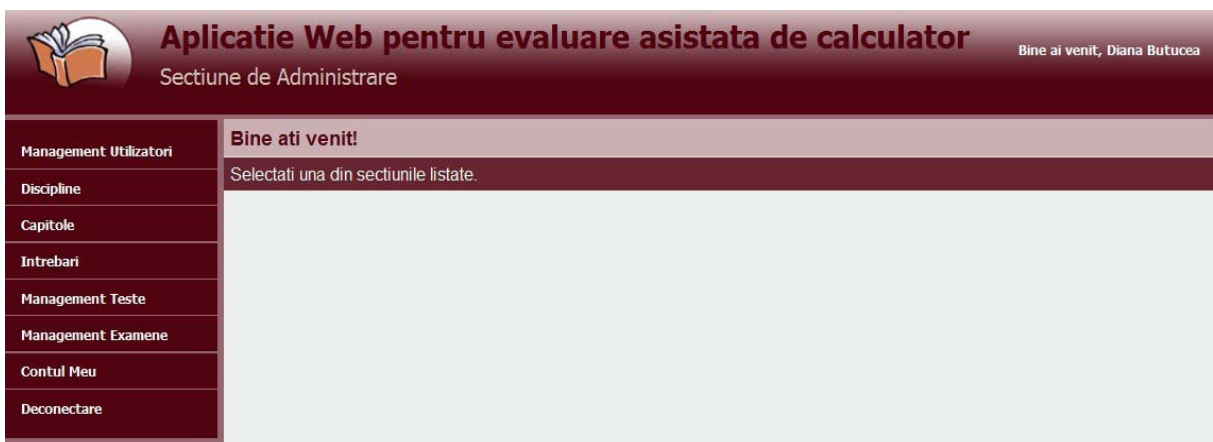 Aplicatie Web pentru evaluare asistata de calculator
Sectiune de Administrare
Bine ai venit, Diana Butucea
Management Utilizatori
Discipline
Capitole
Intrebari
Management Teste
Management Examene
Contul Meu
Deconectare
Bine ati venit!
Selectati una din sectiunile listate.